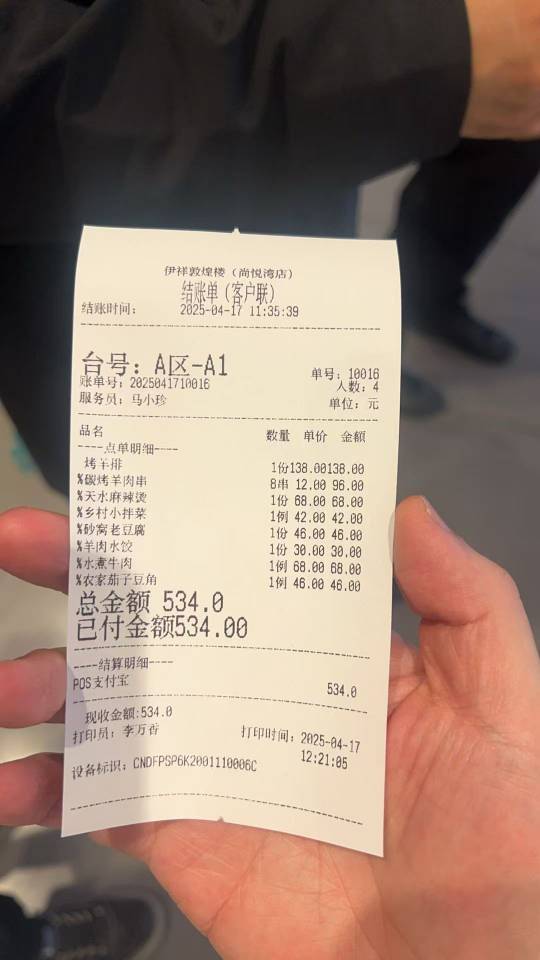 伊祥敦煌楼（尚悦湾店）
结账单（客户联）
结账时间： 2025-04-17 11:35:39
台号：A区-A1 单号：10016
账单号：2025041710016 人数：4
服务员：马小珍 单位：元
品名 数量 单价 金额
----点单明细----
烤羊排 1份138.00138.00
%碳烤羊肉串 8串 12.00 96.00
%天水麻辣烫 1份 68.00 68.00
%乡村小拌菜 1例 42.00 42.00
%砂窝老豆腐 1份 46.00 46.00
%羊肉水饺 1份 30.00 30.00
%水煮牛肉 1例 68.00 68.00
%农家茄子豆角 1例 46.00 46.00
总金额 534.0
已付金额534.00
----结算明细----
POS支付宝 534.0
现收金额:534.0
打印员：李万香 打印时间：2025-04-17
12:21:05
设备标识：CNDFPSP6K2001110006C